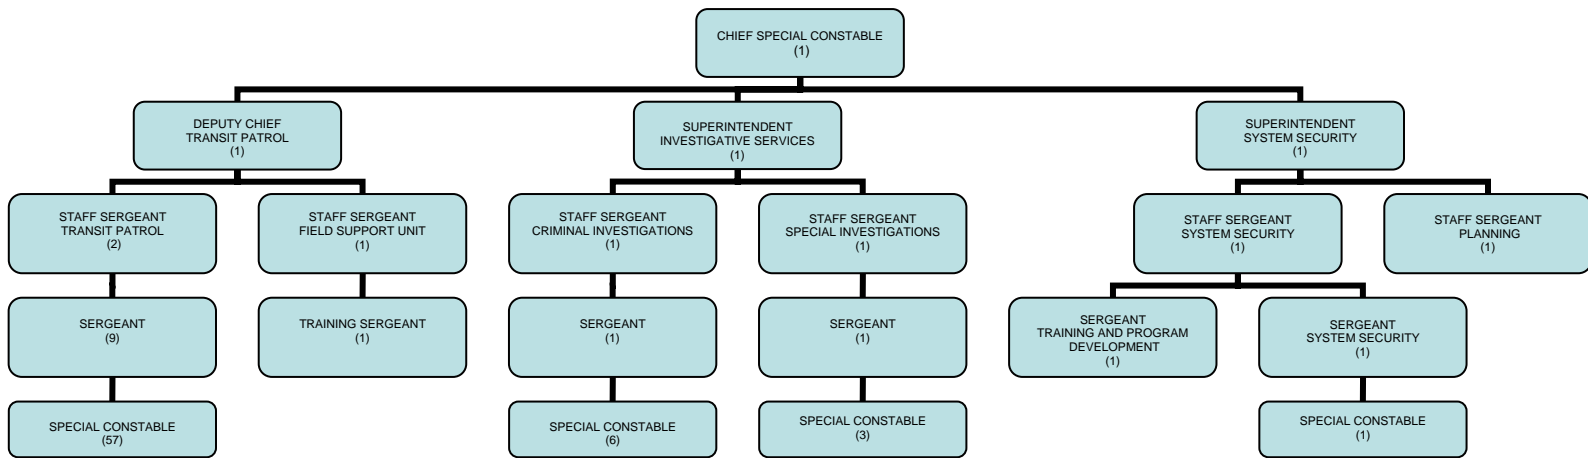 CHIEF SPECIAL CONSTABLE
(1)
DEPUTY CHIEF
TRANSIT PATROL
(1)
SUPERINTENDENT
INVESTIGATIVE SERVICES
(1)
SUPERINTENDENT
SYSTEM SECURITY
(1)
STAFF SERGEANT
TRANSIT PATROL
(2)
STAFF SERGEANT
FIELD SUPPORT UNIT
(1)
STAFF SERGEANT
CRIMINAL INVESTIGATIONS
(1)
STAFF SERGEANT
SPECIAL INVESTIGATIONS
(1)
STAFF SERGEANT
SYSTEM SECURITY
(1)
STAFF SERGEANT
PLANNING
(1)
SERGEANT
(9)
TRAINING SERGEANT
(1)
SERGEANT
(1)
SERGEANT
(1)
SERGEANT
TRAINING AND PROGRAM
DEVELOPMENT
(1)
SERGEANT
SYSTEM SECURITY
(1)
SPECIAL CONSTABLE
(57)
SPECIAL CONSTABLE
(6)
SPECIAL CONSTABLE
(3)
SPECIAL CONSTABLE
(1)